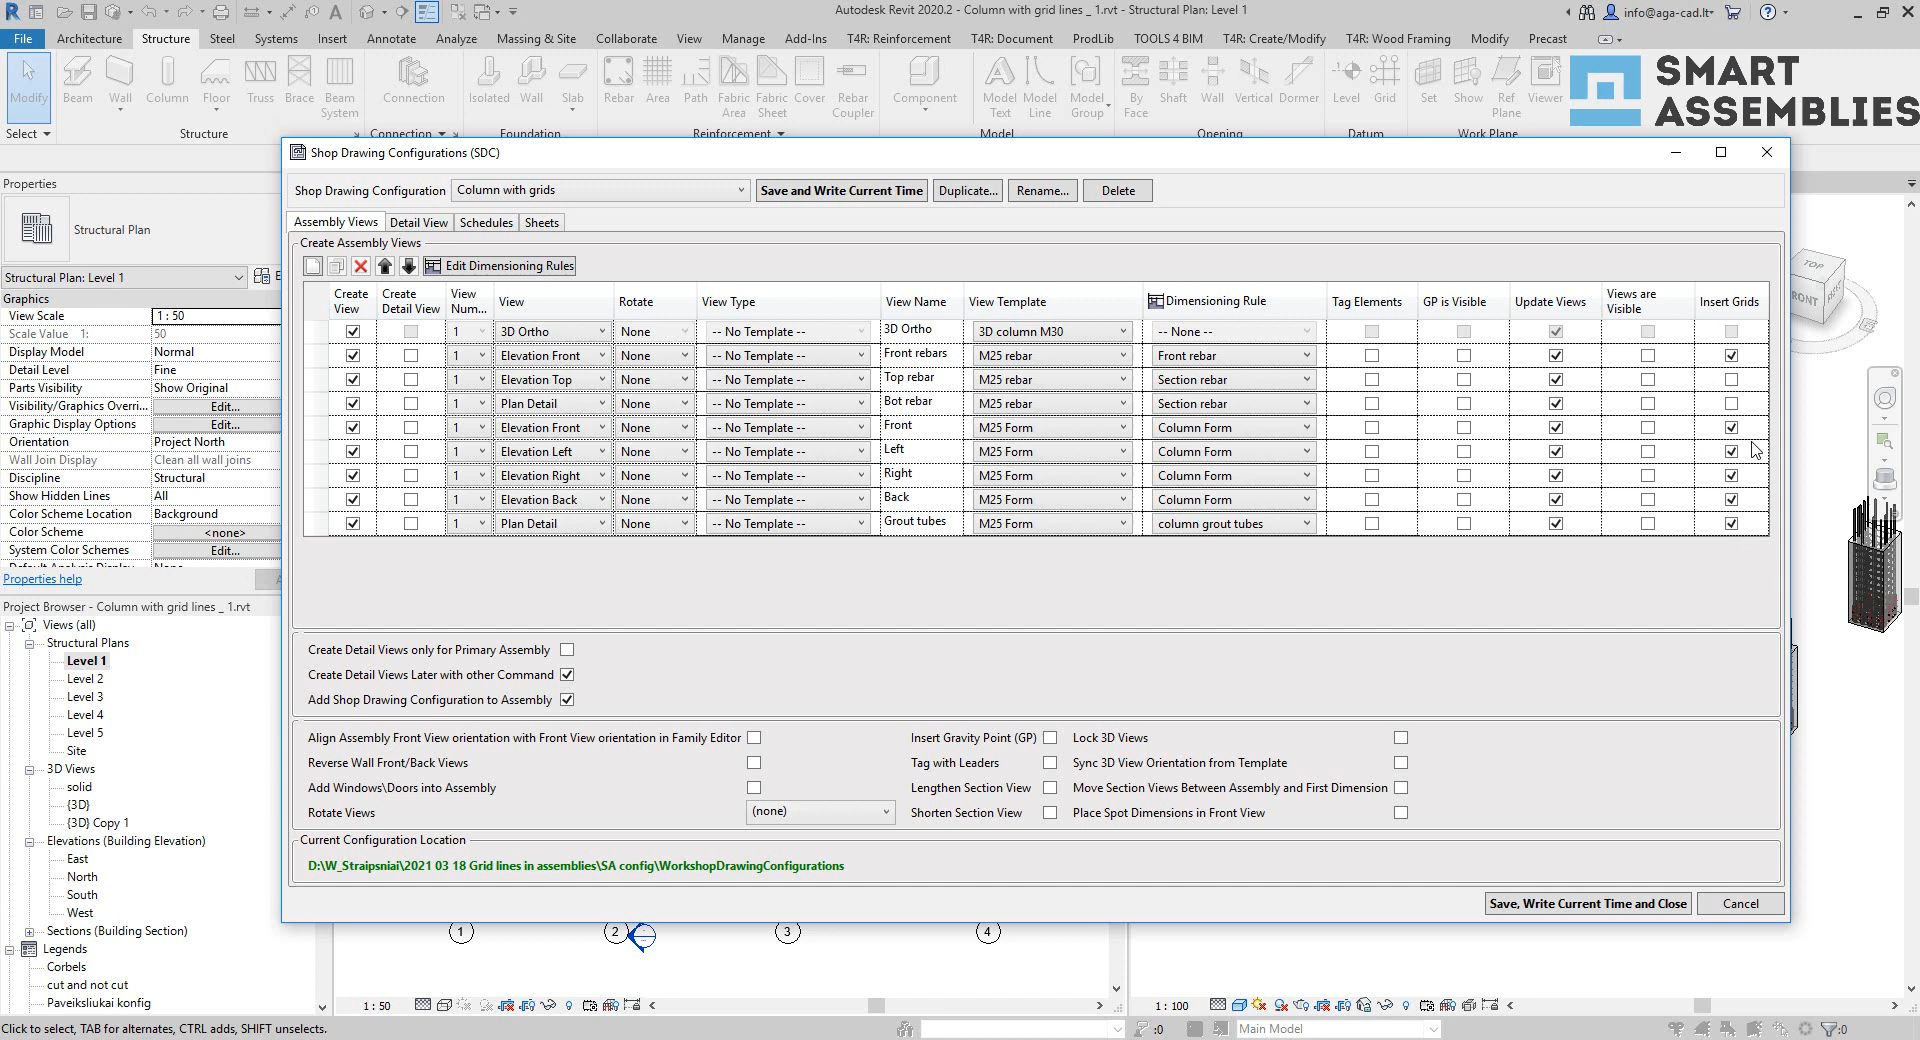 Autodesk Revit 2020.2 - Column with grid lines _ 1.rvt - Structural Plan: Level 1
info@aga-cad.lt
File Architecture Structure Steel Systems Insert Annotate Analyze Massing & Site Collaborate View Manage Add-Ins T4R: Reinforcement T4R: Document ProdLib TOOLS 4 BIM T4R: Create/Modify T4R: Wood Framing Modify Precast
Modify Beam Wall Column Floor Truss Brace Beam System Connection Isolated Wall Slab Rebar Area Path Fabric Area Fabric Sheet Cover Rebar Coupler Component Model Text Model Line Model Group By Face Shaft Wall Vertical Dormer Level Grid Set Show Ref Plane Viewer
SMART
ASSEMBLIES
Select Structure Connection Foundation Reinforcement Model Opening Datum Work Plane
Shop Drawing Configurations (SDC)
Shop Drawing Configuration Column with grids Save and Write Current Time Duplicate... Rename... Delete
Assembly Views Detail View Schedules Sheets
Create Assembly Views
Edit Dimensioning Rules
Create View Create Detail View View Num... View Rotate View Type View Name View Template Dimensioning Rule Tag Elements GP is Visible Update Views Views are Visible Insert Grids
1 3D Ortho None -- No Template -- 3D Ortho 3D column M30 -- None --
1 Elevation Front None -- No Template -- Front rebars M25 rebar Front rebar
1 Elevation Top None -- No Template -- Top rebar M25 rebar Section rebar
1 Plan Detail None -- No Template -- Bot rebar M25 rebar Section rebar
1 Elevation Front None -- No Template -- Front M25 Form Column Form
1 Elevation Left None -- No Template -- Left M25 Form Column Form
1 Elevation Right None -- No Template -- Right M25 Form Column Form
1 Elevation Back None -- No Template -- Back M25 Form Column Form
1 Plan Detail None -- No Template -- Grout tubes M25 Form column grout tubes
Create Detail Views only for Primary Assembly
Create Detail Views Later with other Command
Add Shop Drawing Configuration to Assembly
Align Assembly Front View orientation with Front View orientation in Family Editor Insert Gravity Point (GP) Lock 3D Views
Reverse Wall Front/Back Views Tag with Leaders Sync 3D View Orientation from Template
Add Windows\Doors into Assembly Lengthen Section View Move Section Views Between Assembly and First Dimension
Rotate Views (none) Shorten Section View Place Spot Dimensions in Front View
Current Configuration Location
D:\W_Straipsniai\2021 03 18 Grid lines in assemblies\SA config\WorkshopDrawingConfigurations
Save, Write Current Time and Close Cancel
Properties
Structural Plan
Structural Plan: Level 1
Graphics
View Scale 1 : 50
Scale Value 1: 50
Display Model Normal
Detail Level Fine
Parts Visibility Show Original
Visibility/Graphics Overri... Edit...
Graphic Display Options Edit...
Orientation Project North
Wall Join Display Clean all wall joins
Discipline Structural
Show Hidden Lines All
Color Scheme Location Background
Color Scheme <none>
System Color Schemes Edit...
Properties help
Project Browser - Column with grid lines _ 1.rvt
Views (all)
Structural Plans
Level 1
Level 2
Level 3
Level 4
Level 5
Site
3D Views
solid
{3D}
{3D} Copy 1
Elevations (Building Elevation)
East
North
South
West
Sections (Building Section)
Legends
Corbels
cut and not cut
Paveiksliukai konfig
TOP
FRONT
1 2 3 4
1 : 50
1 : 100
Click to select, TAB for alternates, CTRL adds, SHIFT unselects.
:0
Main Model
:0